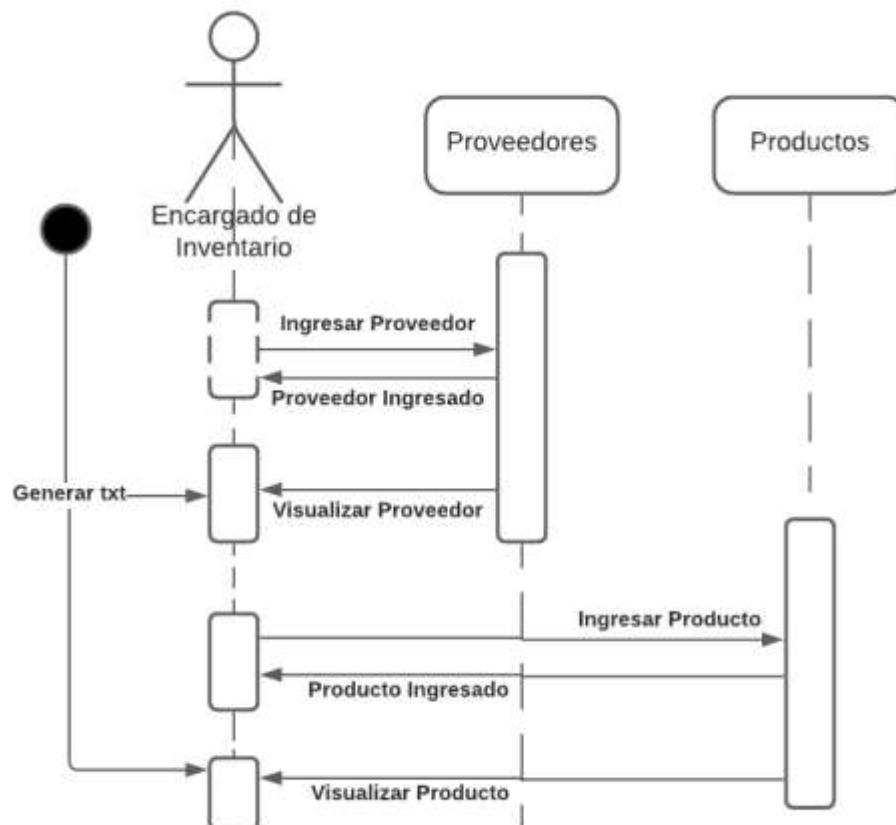 Proveedores
Productos
Encargado de
Inventario
Ingresar Proveedor
Proveedor Ingresado
Generar txt
Visualizar Proveedor
Ingresar Producto
Producto Ingresado
Visualizar Producto